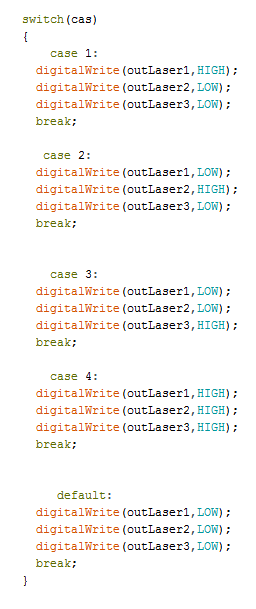 switch(cas)
{
case 1:
digitalWrite(outLaser1,HIGH);
digitalWrite(outLaser2,LOW);
digitalWrite(outLaser3,LOW);
break;
case 2:
digitalWrite(outLaser1,LOW);
digitalWrite(outLaser2,HIGH);
digitalWrite(outLaser3,LOW);
break;
case 3:
digitalWrite(outLaser1,LOW);
digitalWrite(outLaser2,LOW);
digitalWrite(outLaser3,HIGH);
break;
case 4:
digitalWrite(outLaser1,HIGH);
digitalWrite(outLaser2,HIGH);
digitalWrite(outLaser3,HIGH);
break;
default:
digitalWrite(outLaser1,LOW);
digitalWrite(outLaser2,LOW);
digitalWrite(outLaser3,LOW);
break;
}